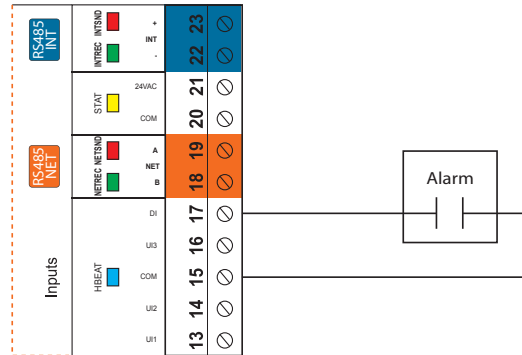 RS485 INT
INTREC INTSND
+
INT
-
23
22
STAT
24VAC
COM
21
20
RS485 NET
NETREC NETSND
A
NET
B
19
18
Inputs
HBEAT
DI
UI3
COM
UI2
UI1
17
16
15
14
13
Alarm